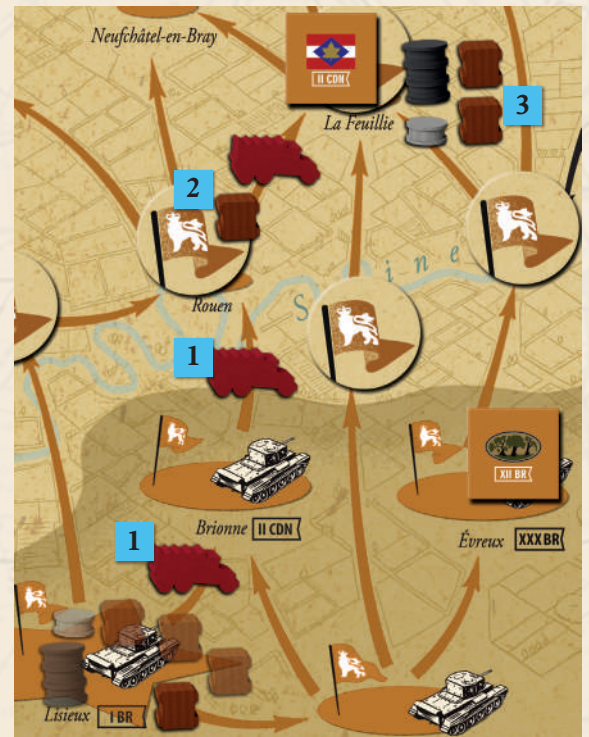 Neufchâtel-en-Bray
II CDN
La Feuillie
3
2
Seine
Rouen
1
XII BR
Brionne II CDN
Évreux XXX BR
1
Lisieux I BR